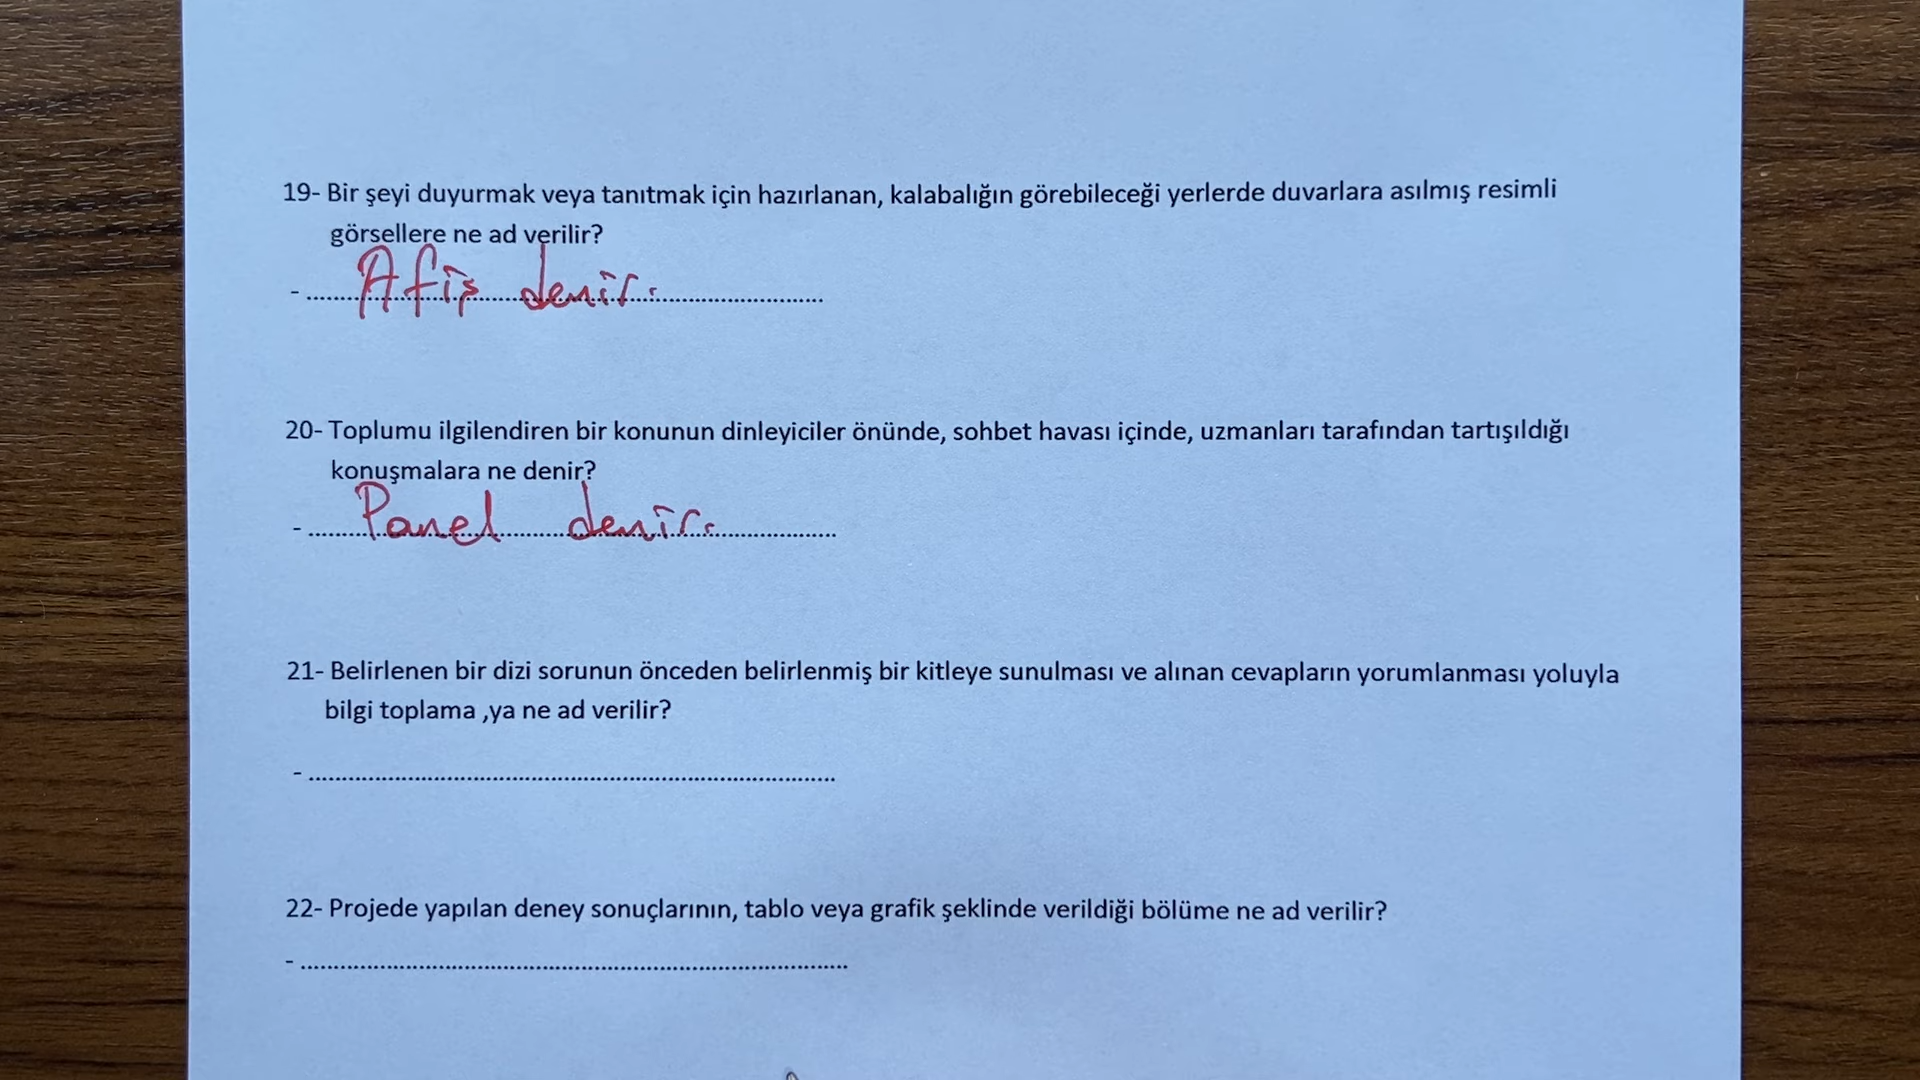 19- Bir şeyi duyurmak veya tanıtmak için hazırlanan, kalabalığın görebileceği yerlerde duvarlara asılmış resimli
görsellere ne ad verilir?
- ........Afiş denir.........................
20- Toplumu ilgilendiren bir konunun dinleyiciler önünde, sohbet havası içinde, uzmanları tarafından tartışıldığı
konuşmalara ne denir?
- ........Panel denir.........................
21- Belirlenen bir dizi sorunun önceden belirlenmiş bir kitleye sunulması ve alınan cevapların yorumlanması yoluyla
bilgi toplama ,ya ne ad verilir?
- ................................................................
22- Projede yapılan deney sonuçlarının, tablo veya grafik şeklinde verildiği bölüme ne ad verilir?
- ................................................................